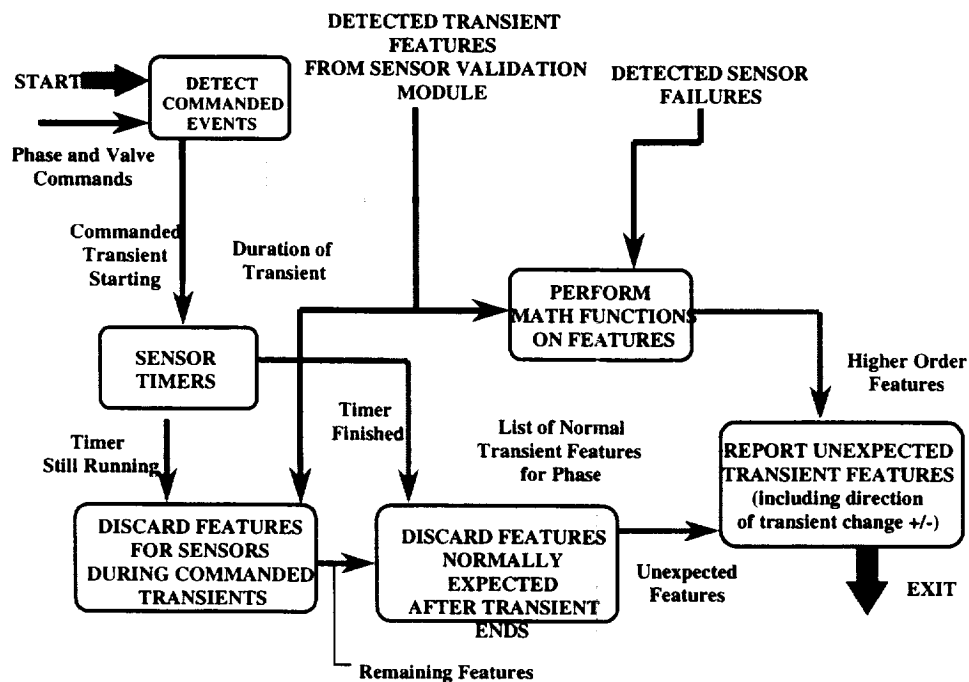 DETECTED TRANSIENT
FEATURES
FROM SENSOR VALIDATION
MODULE
START
DETECT
COMMANDED
EVENTS
DETECTED SENSOR
FAILURES
Phase and Valve
Commands
Commanded
Transient
Starting
Duration of
Transient
PERFORM
MATH FUNCTIONS
ON FEATURES
SENSOR
TIMERS
Higher Order
Features
Timer
Still Running
Timer
Finished
List of Normal
Transient Features
for Phase
REPORT UNEXPECTED
TRANSIENT FEATURES
(including direction
of transient change +/-)
DISCARD FEATURES
FOR SENSORS
DURING COMMANDED
TRANSIENTS
DISCARD FEATURES
NORMALLY
EXPECTED
AFTER TRANSIENT
ENDS
Unexpected
Features
EXIT
Remaining Features